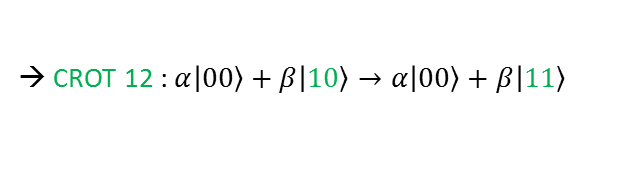 → CROT 12 : α|00⟩ + β|10⟩ → α|00⟩ + β|11⟩